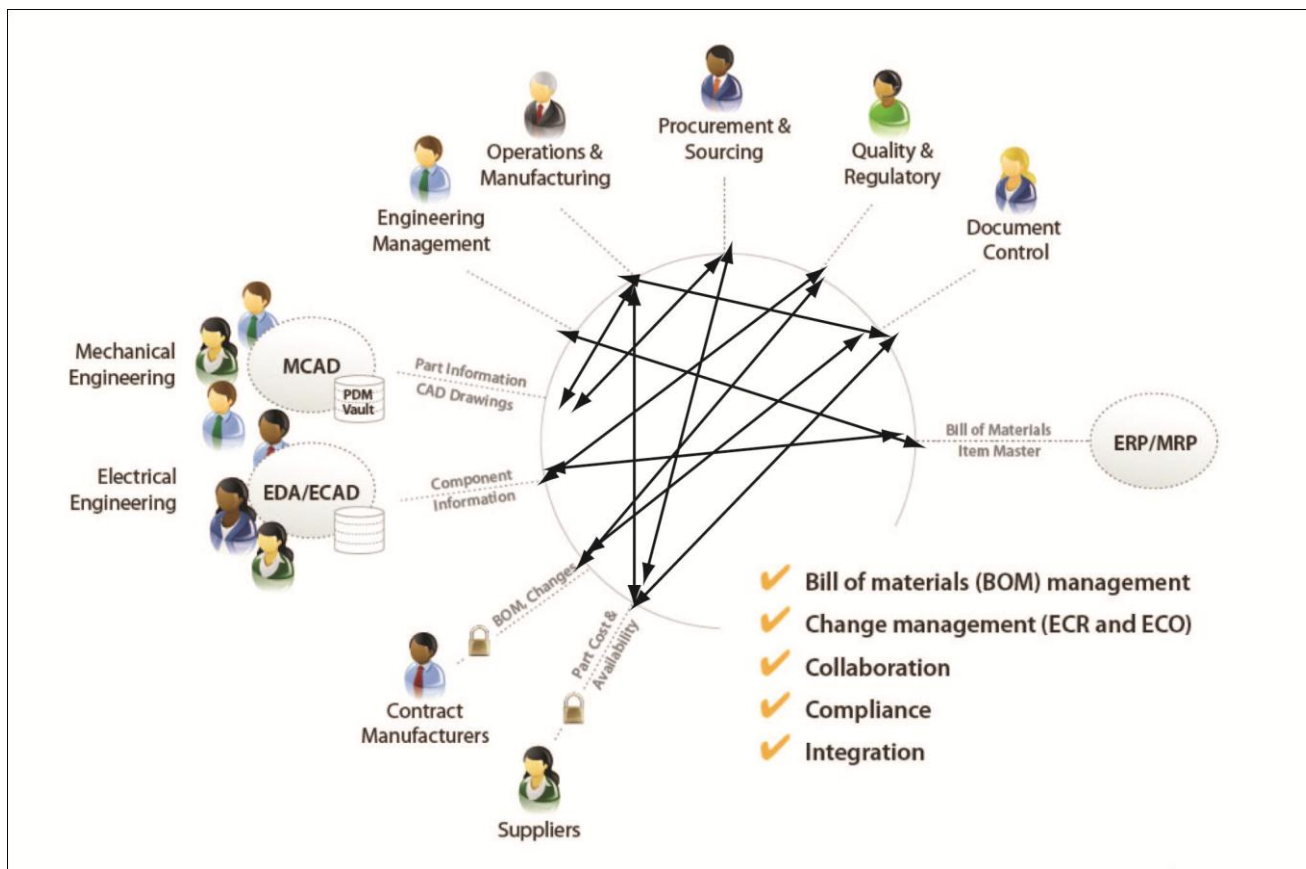 Procurement &
Sourcing
Operations &
Manufacturing
Quality &
Regulatory
Engineering
Management
Document
Control
Mechanical
Engineering
MCAD
PDM
Vault
Part Information
CAD Drawings
Electrical
Engineering
EDA/ECAD
Component
Information
Bill of Materials
Item Master
ERP/MRP
BOM, Changes
Contract
Manufacturers
Part Cost &
Availability
Suppliers
✔ Bill of materials (BOM) management
✔ Change management (ECR and ECO)
✔ Collaboration
✔ Compliance
✔ Integration